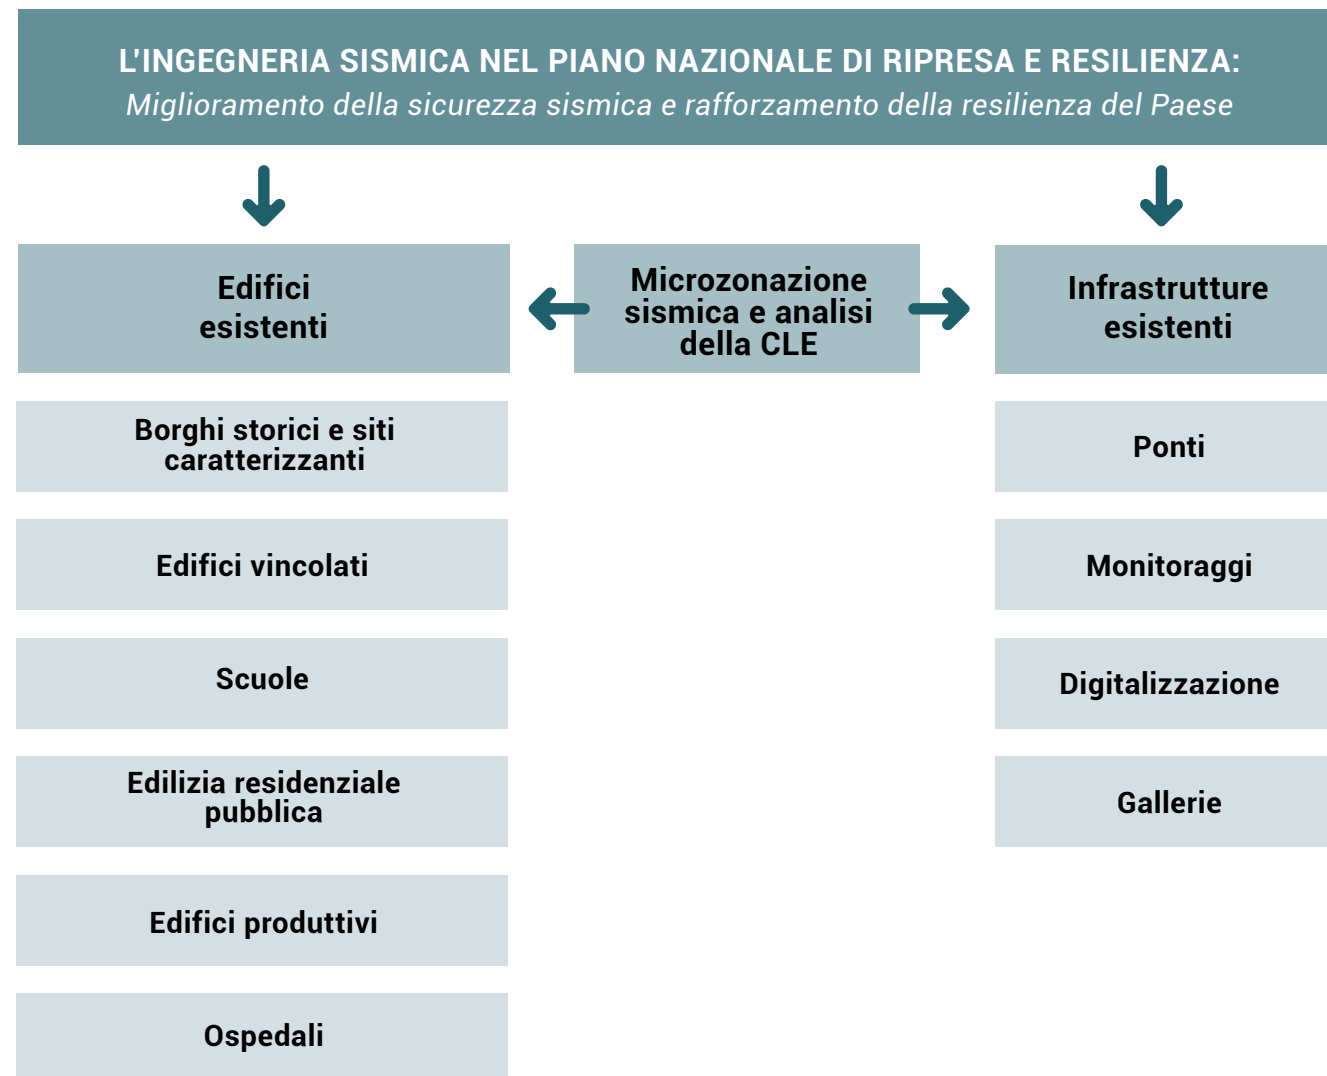 L'INGEGNERIA SISMICA NEL PIANO NAZIONALE DI RIPRESA E RESILIENZA:
Miglioramento della sicurezza sismica e rafforzamento della resilienza del Paese
Edifici
esistenti
Microzonazione
sismica e analisi
della CLE
Infrastrutture
esistenti
Borghi storici e siti
caratterizzanti
Edifici vincolati
Scuole
Edilizia residenziale
pubblica
Edifici produttivi
Ospedali
Ponti
Monitoraggi
Digitalizzazione
Gallerie